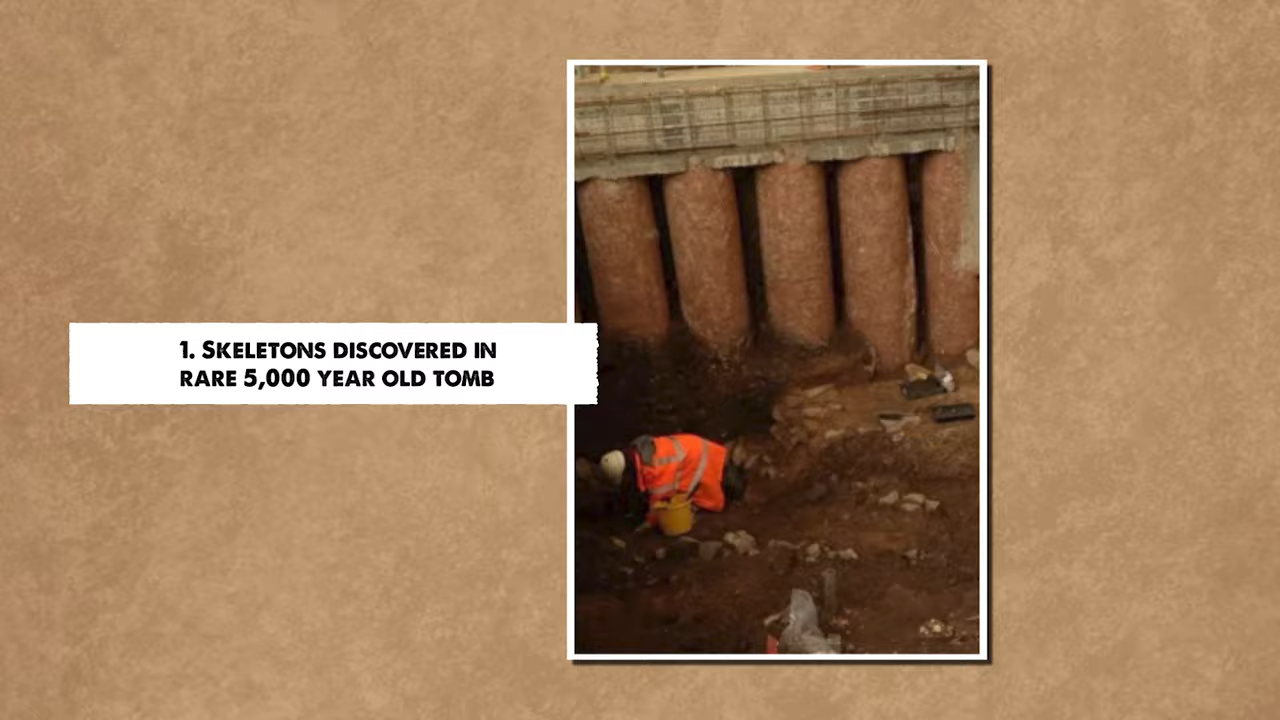 1. Skeletons discovered in
rare 5,000 year old tomb